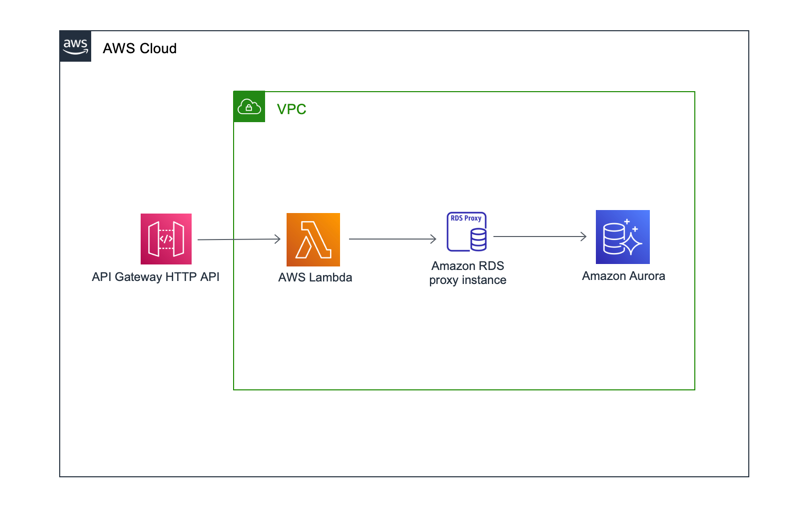 aws
AWS Cloud
VPC
RDS Proxy
API Gateway HTTP API
AWS Lambda
Amazon RDS
proxy instance
Amazon Aurora